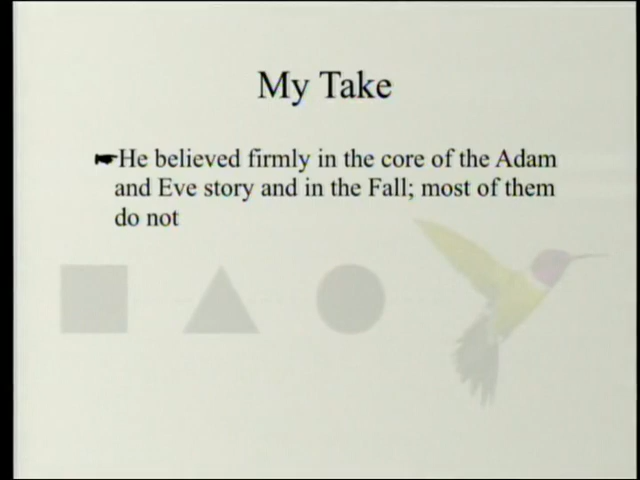 My Take
☛He believed firmly in the core of the Adam
and Eve story and in the Fall; most of them
do not